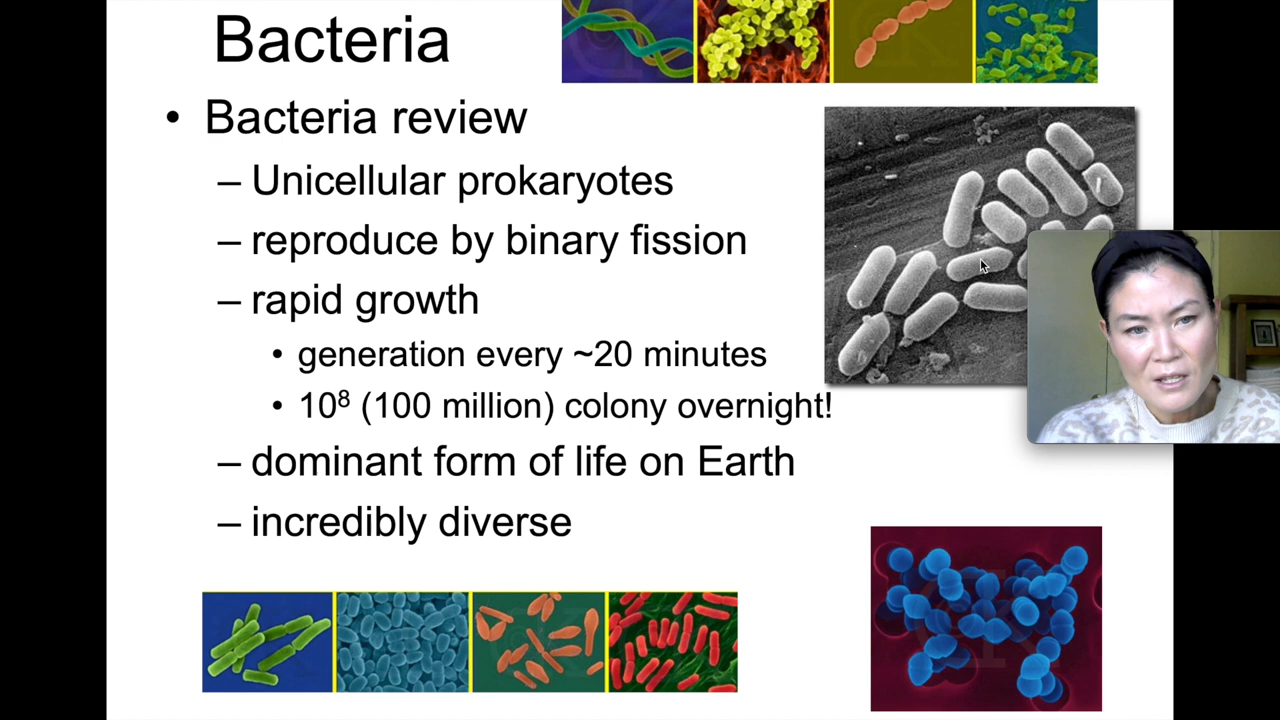 Bacteria
• Bacteria review
– Unicellular prokaryotes
– reproduce by binary fission
– rapid growth
• generation every ~20 minutes
• 10⁸ (100 million) colony overnight!
– dominant form of life on Earth
– incredibly diverse